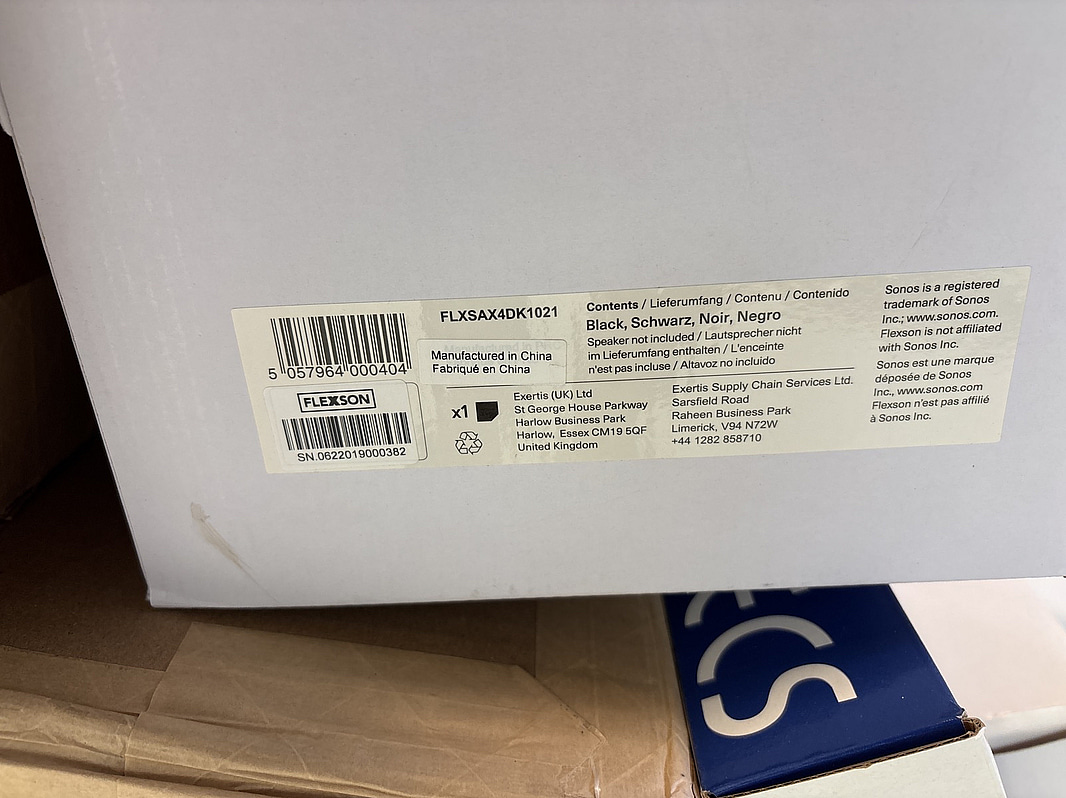 5 057964 000404
FLEXSON
SN.0622019000382
FLXSAX4DK1021
Manufactured in China
Fabriqué en China
x1
Exertis (UK) Ltd
St George House Parkway
Harlow Business Park
Harlow, Essex CM19 5QF
United Kingdom
Contents / Lieferumfang / Contenu / Contenido
Black, Schwarz, Noir, Negro
Speaker not included / Lautsprecher nicht
im Lieferumfang enthalten / L'enceinte
n'est pas incluse / Altavoz no incluido
Exertis Supply Chain Services Ltd.
Sarsfield Road
Raheen Business Park
Limerick, V94 N72W
+44 1282 858710
Sonos is a registered
trademark of Sonos
Inc.; www.sonos.com.
Flexson is not affiliated
with Sonos Inc.
Sonos est une marque
déposée de Sonos
Inc., www.sonos.com
Flexson n'est pas affilié
à Sonos Inc.